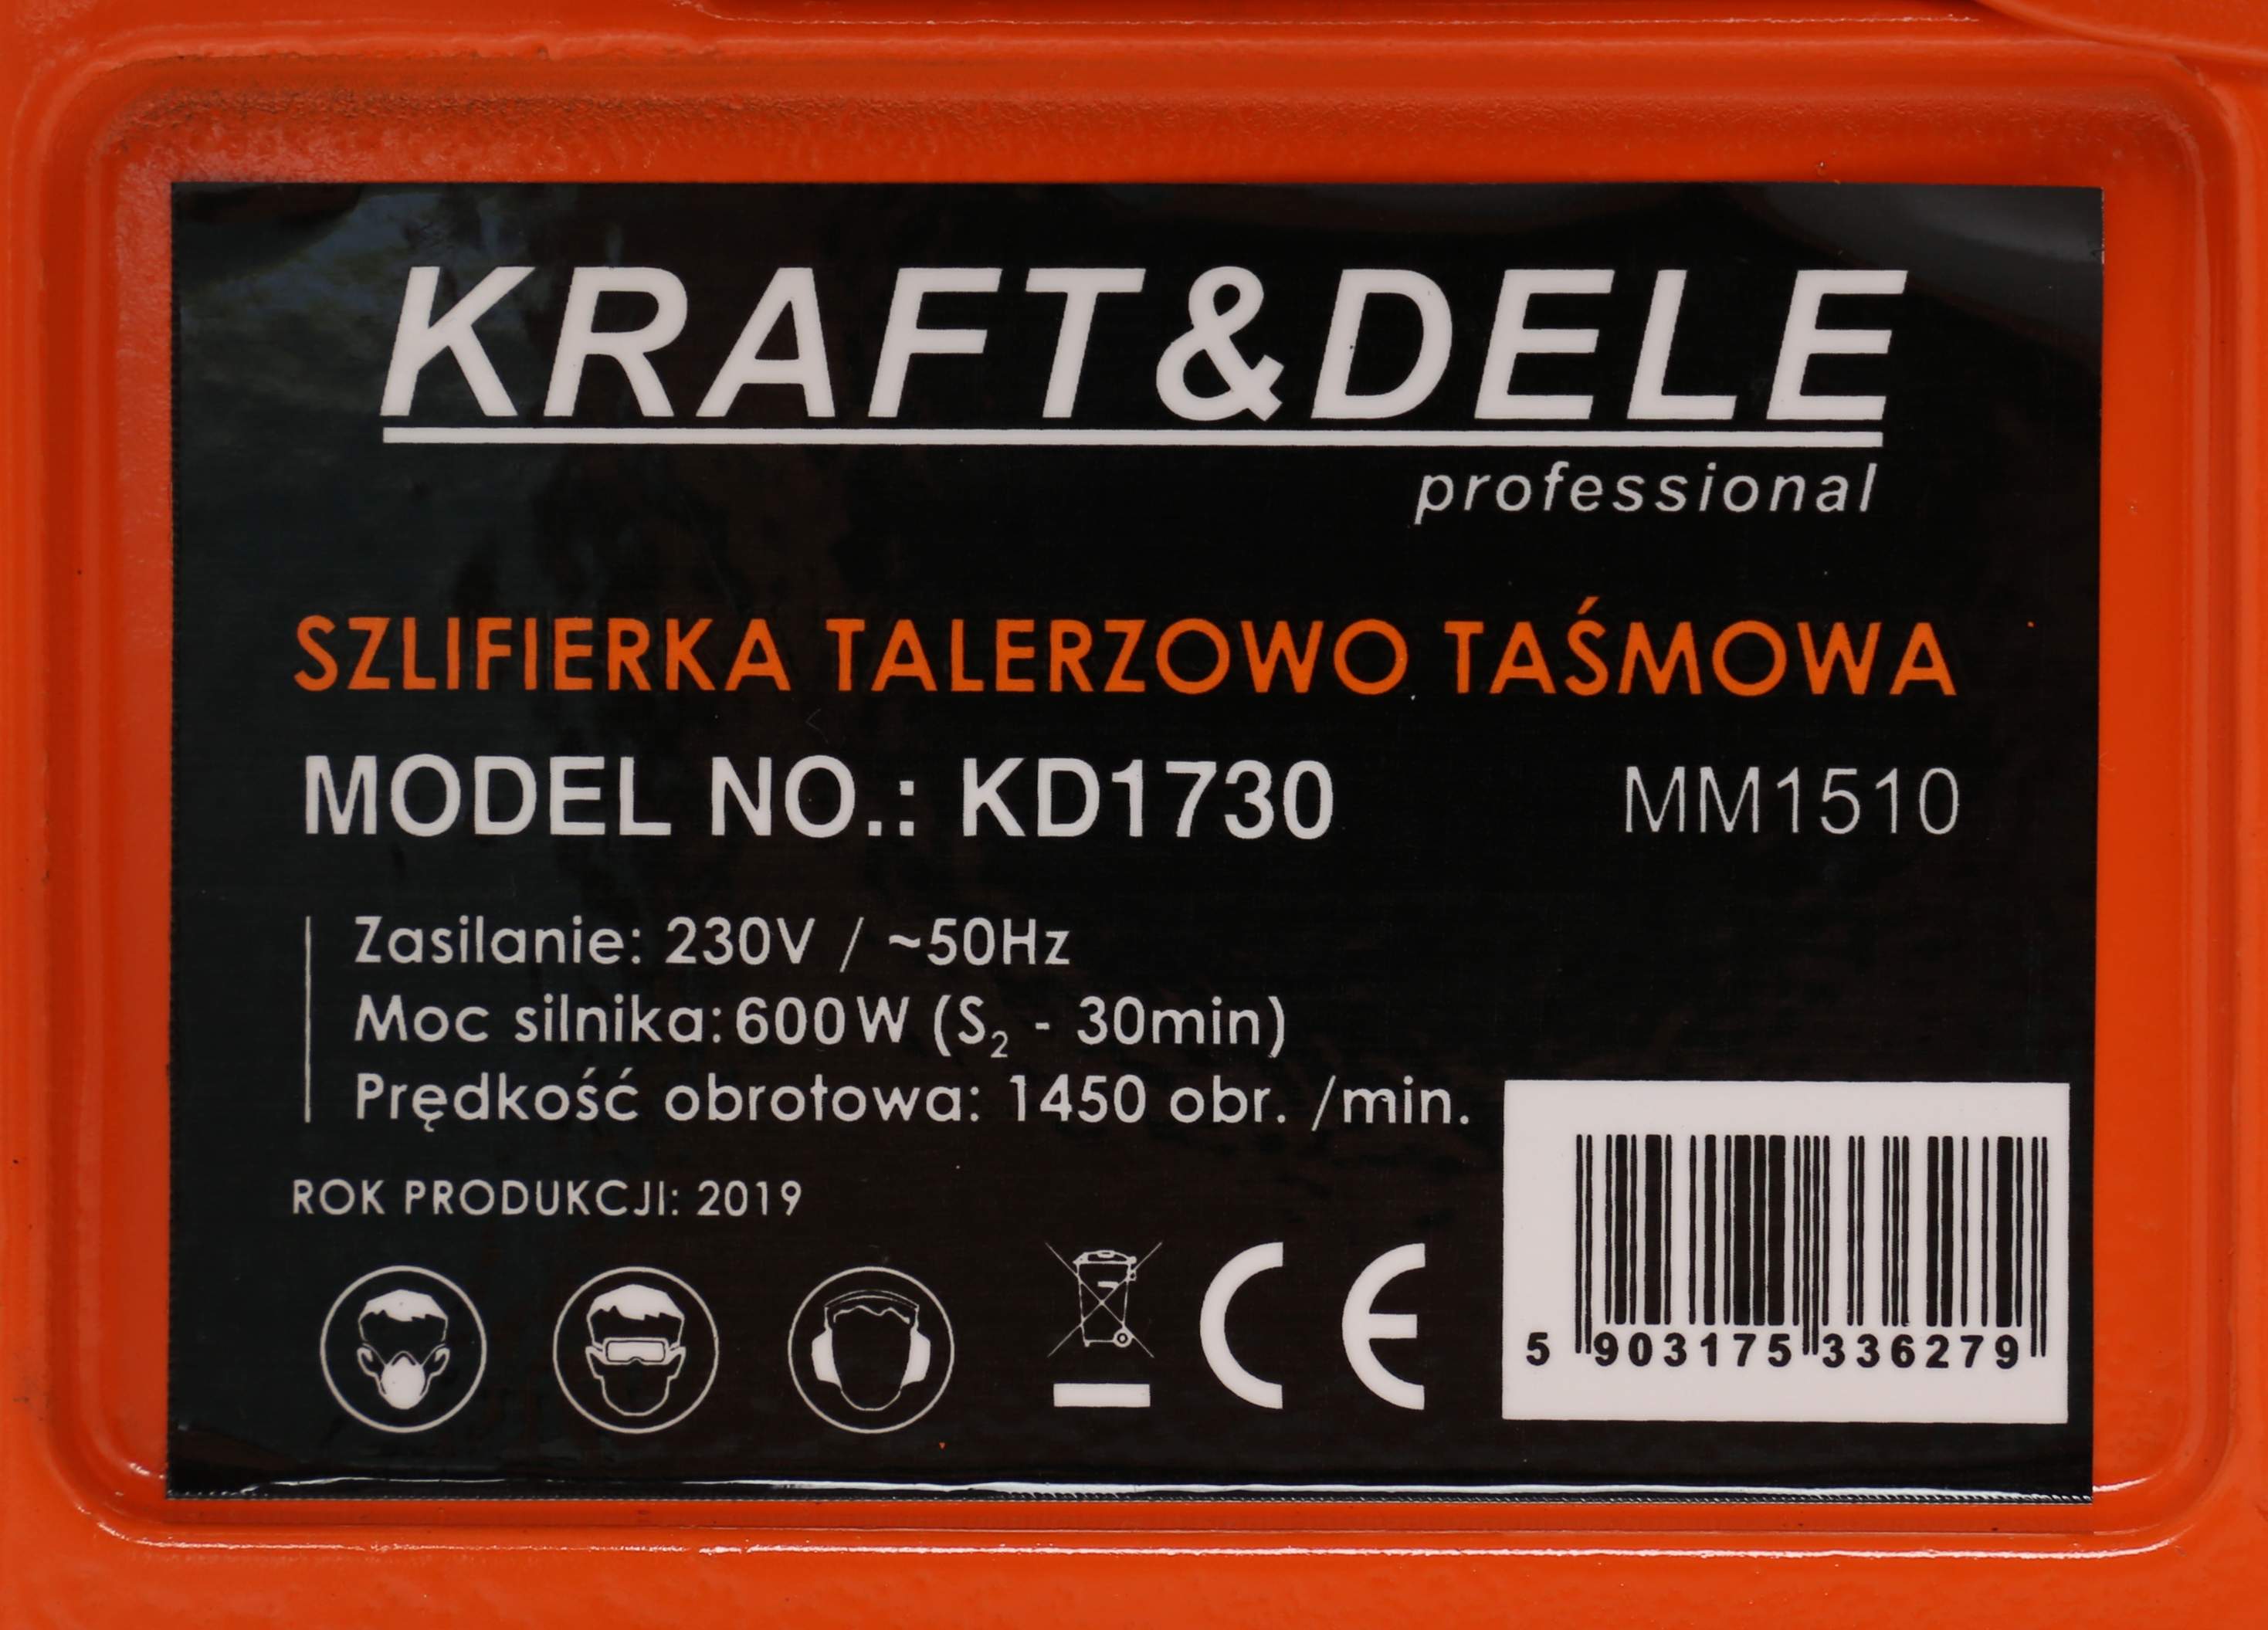 KRAFT&DELE
professional
SZLIFIERKA TALERZOWO TAŚMOWA
MODEL NO.: KD1730 MM1510
Zasilanie: 230V / ~50Hz
Moc silnika: 600W (S₂ - 30min)
Prędkość obrotowa: 1450 obr. /min.
ROK PRODUKCJI: 2019
CE
5 903175 336279